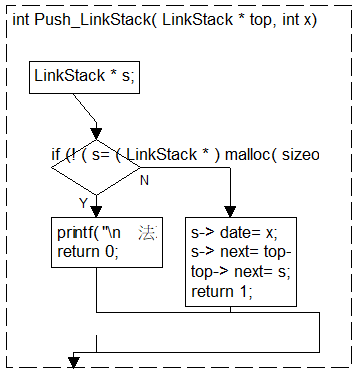 int Push_LinkStack( LinkStack * top, int x)
LinkStack * s;
if (! ( s= ( LinkStack * ) malloc( sizeo
N
Y
printf( "\n 法
return 0;
s-> date= x;
s-> next= top-
top-> next= s;
return 1;